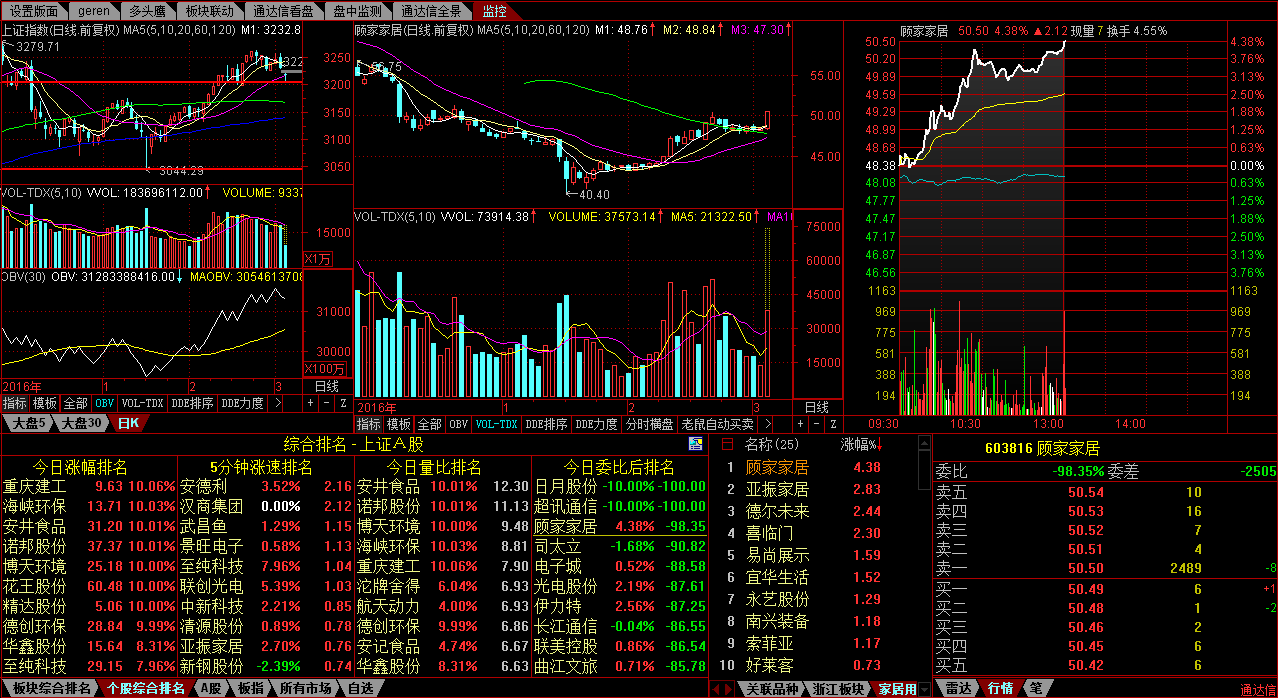 设置版面 geren 多头鹰 板块联动 通达信看盘 盘中监测 通达信全景 监控
上证指数(日线.前复权) MA5(5,10,20,60,120) M1: 3232.8
3279.71
322
3250
3200
3150
3100
3050
3044.29
VOL-TDX(5,10) VVOL: 183696112.00↑ VOLUME: 9337
15000
X1万
OBV(30) OBV: 31283388416.00↓ MAOBV: 3054613708
31000
30000
X100万
2016年 1 2 3 日线
指标 模板 全部 OBV VOL-TDX DDE排序 DDE力度 > + - Z
大盘5 大盘30 日K
顾家家居(日线.前复权) MA5(5,10,20,60,120) M1: 48.76↑ M2: 48.84↑ M3: 47.30↑
56.75
55.00
50.00
45.00
40.40
VOL-TDX(5,10) VVOL: 73914.38↑ VOLUME: 37573.14↑ MA5: 21322.50↑ MA10
75000
60000
45000
30000
15000
2016年 1 2 3 日线
指标 模板 全部 OBV VOL-TDX DDE排序 DDE力度 分时横盘 老鼠自动买卖 > + - Z
顾家家居 50.50 4.38% ▲2.12 现量 7 换手 4.55%
50.50 4.38%
50.20 3.76%
49.89 3.13%
49.59 2.50%
49.29 1.88%
48.99 1.25%
48.68 0.63%
48.38 0.00%
48.08 0.63%
47.77 1.25%
47.47 1.88%
47.17 2.50%
46.87 3.13%
46.56 3.76%
1163 1163
969 969
775 775
581 581
388 388
194 194
09:30 10:30 13:00 14:00
综合排名 - 上证A股
今日涨幅排名 5分钟涨速排名 今日量比排名 今日委比后排名
重庆建工 9.63 10.06% 安德利 3.52% 2.16 安井食品 10.01% 12.30 日月股份 -10.00% -100.00
海峡环保 13.71 10.03% 汉商集团 0.00% 2.12 诺邦股份 10.01% 11.13 超讯通信 -10.00% -100.00
安井食品 31.20 10.01% 武昌鱼 1.29% 1.15 博天环境 10.00% 9.48 顾家家居 4.38% -98.35
诺邦股份 37.37 10.01% 景旺电子 0.58% 1.13 海峡环保 10.03% 8.81 司太立 -1.68% -90.82
博天环境 25.18 10.00% 至纯科技 7.96% 1.04 重庆建工 10.06% 7.90 电子城 0.52% -88.58
花王股份 60.48 10.00% 联创光电 5.39% 1.03 沱牌舍得 6.04% 6.93 光电股份 2.19% -87.61
精达股份 5.06 10.00% 中新科技 2.21% 0.85 航天动力 4.00% 6.93 伊力特 2.56% -87.25
德创环保 28.84 9.99% 清源股份 0.89% 0.78 德创环保 9.99% 6.86 长江通信 -0.04% -86.55
华鑫股份 15.64 8.31% 亚振家居 2.70% 0.76 安记食品 4.74% 6.67 联美控股 0.86% -86.54
至纯科技 29.15 7.96% 新钢股份 -2.39% 0.74 华鑫股份 8.31% 6.63 曲江文旅 0.71% -85.78
板块综合排名 个股综合排名 A股 板指 所有市场 自选
名称(25) 涨幅%↓
1 顾家家居 4.38
2 亚振家居 2.83
3 德尔未来 2.44
4 喜临门 2.30
5 易尚展示 1.59
6 宜华生活 1.52
7 永艺股份 1.29
8 南兴装备 1.18
9 索菲亚 1.17
10 好莱客 0.73
关联品种 浙江板块 家居用
603816 顾家家居
委比 -98.35% 委差 -2505
卖五 50.54 10
卖四 50.53 16
卖三 50.52 7
卖二 50.51 4
卖一 50.50 2489 -8
买一 50.49 6 +1
买二 50.48 1 -2
买三 50.46 2
买四 50.45 6
买五 50.42 6
雷达 行情 笔 通达信